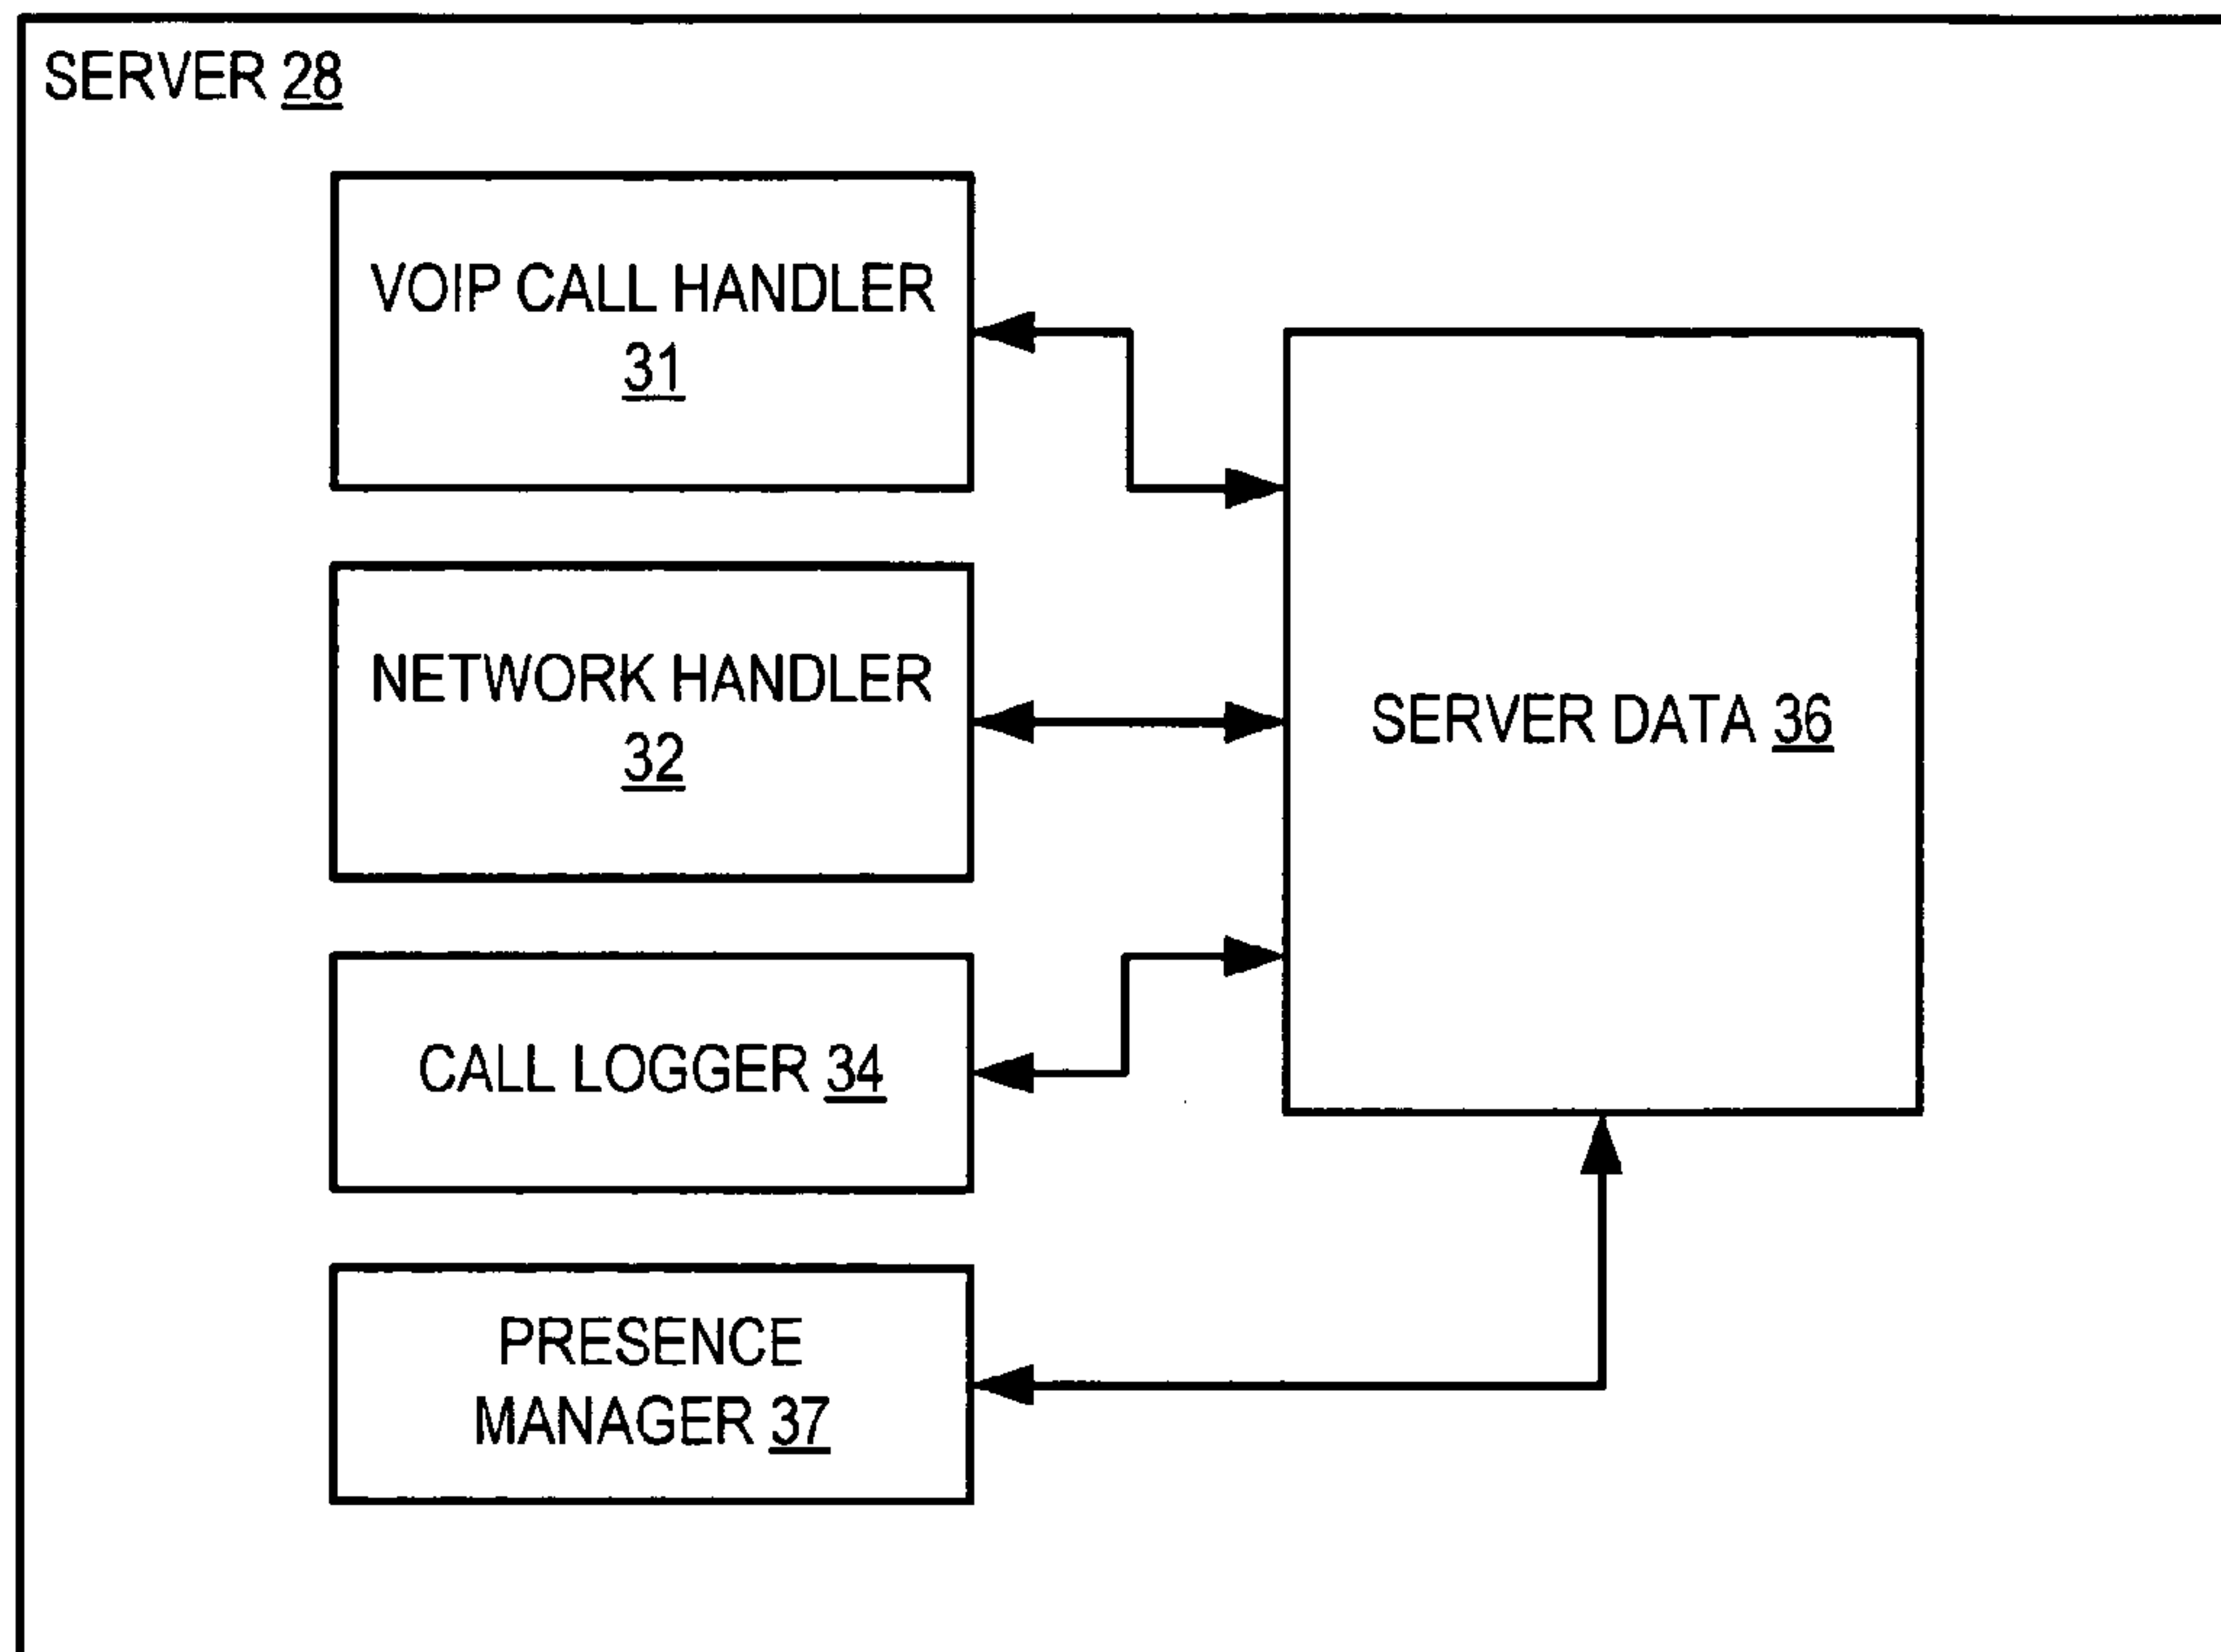 SERVER 28
VOIP CALL HANDLER
31
NETWORK HANDLER
32
SERVER DATA 36
CALL LOGGER 34
PRESENCE
MANAGER 37